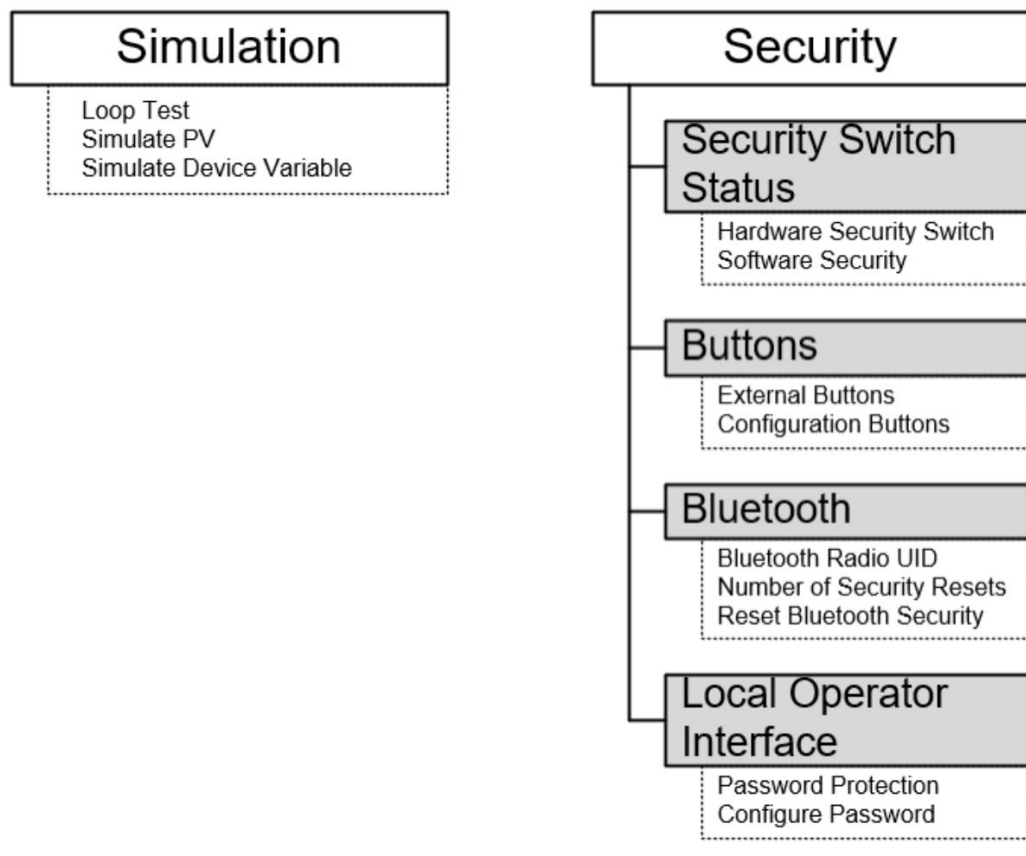 Simulation
Loop Test
Simulate PV
Simulate Device Variable
Security
Security Switch
Status
Hardware Security Switch
Software Security
Buttons
External Buttons
Configuration Buttons
Bluetooth
Bluetooth Radio UID
Number of Security Resets
Reset Bluetooth Security
Local Operator
Interface
Password Protection
Configure Password